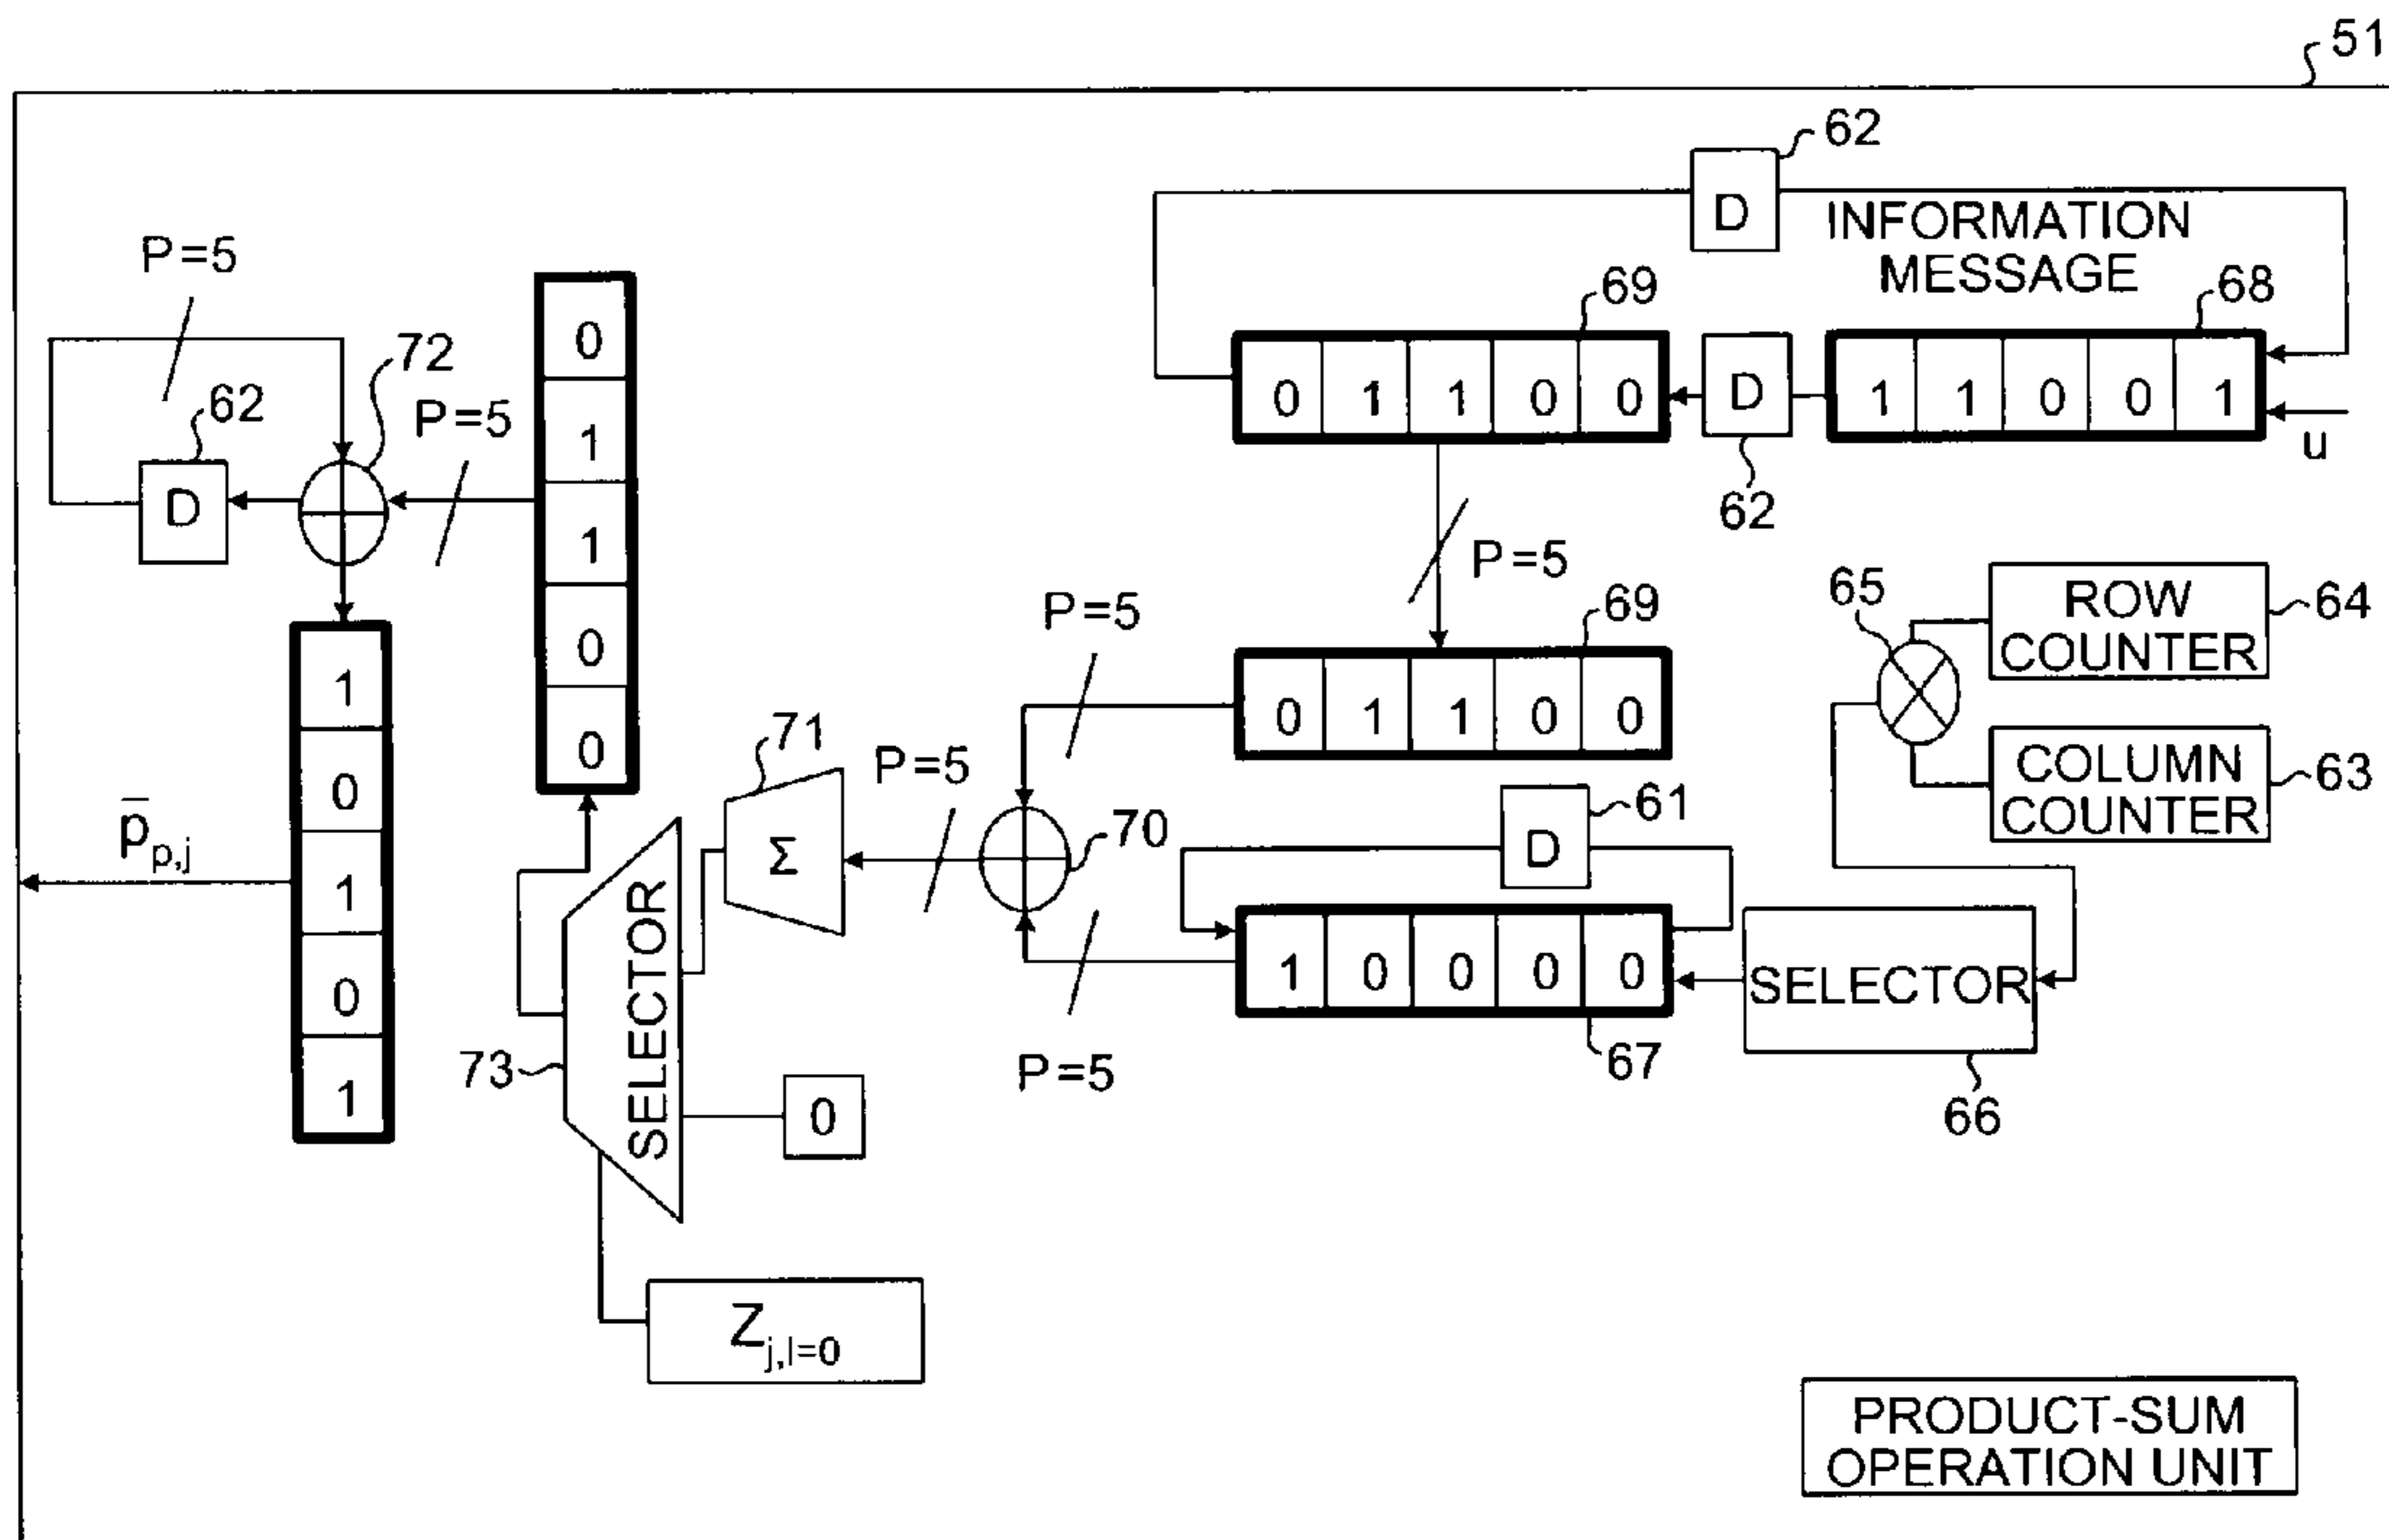 51
62
D
INFORMATION
MESSAGE
P=5
69
68
0
72
0 1 1 0 0
D
1 1 0 0 1
62
P=5
1
u
D
1
62
P=5
65
ROW
COUNTER
64
P=5
69
0
1
0 1 1 0 0
71
0
P=5
COLUMN
COUNTER
63
0
61
p̅p,j
Σ
70
D
1
SELECTOR
1 0 0 0 0
SELECTOR
0
73
P=5
67
1
0
66
Zj,l=0
PRODUCT-SUM
OPERATION UNIT